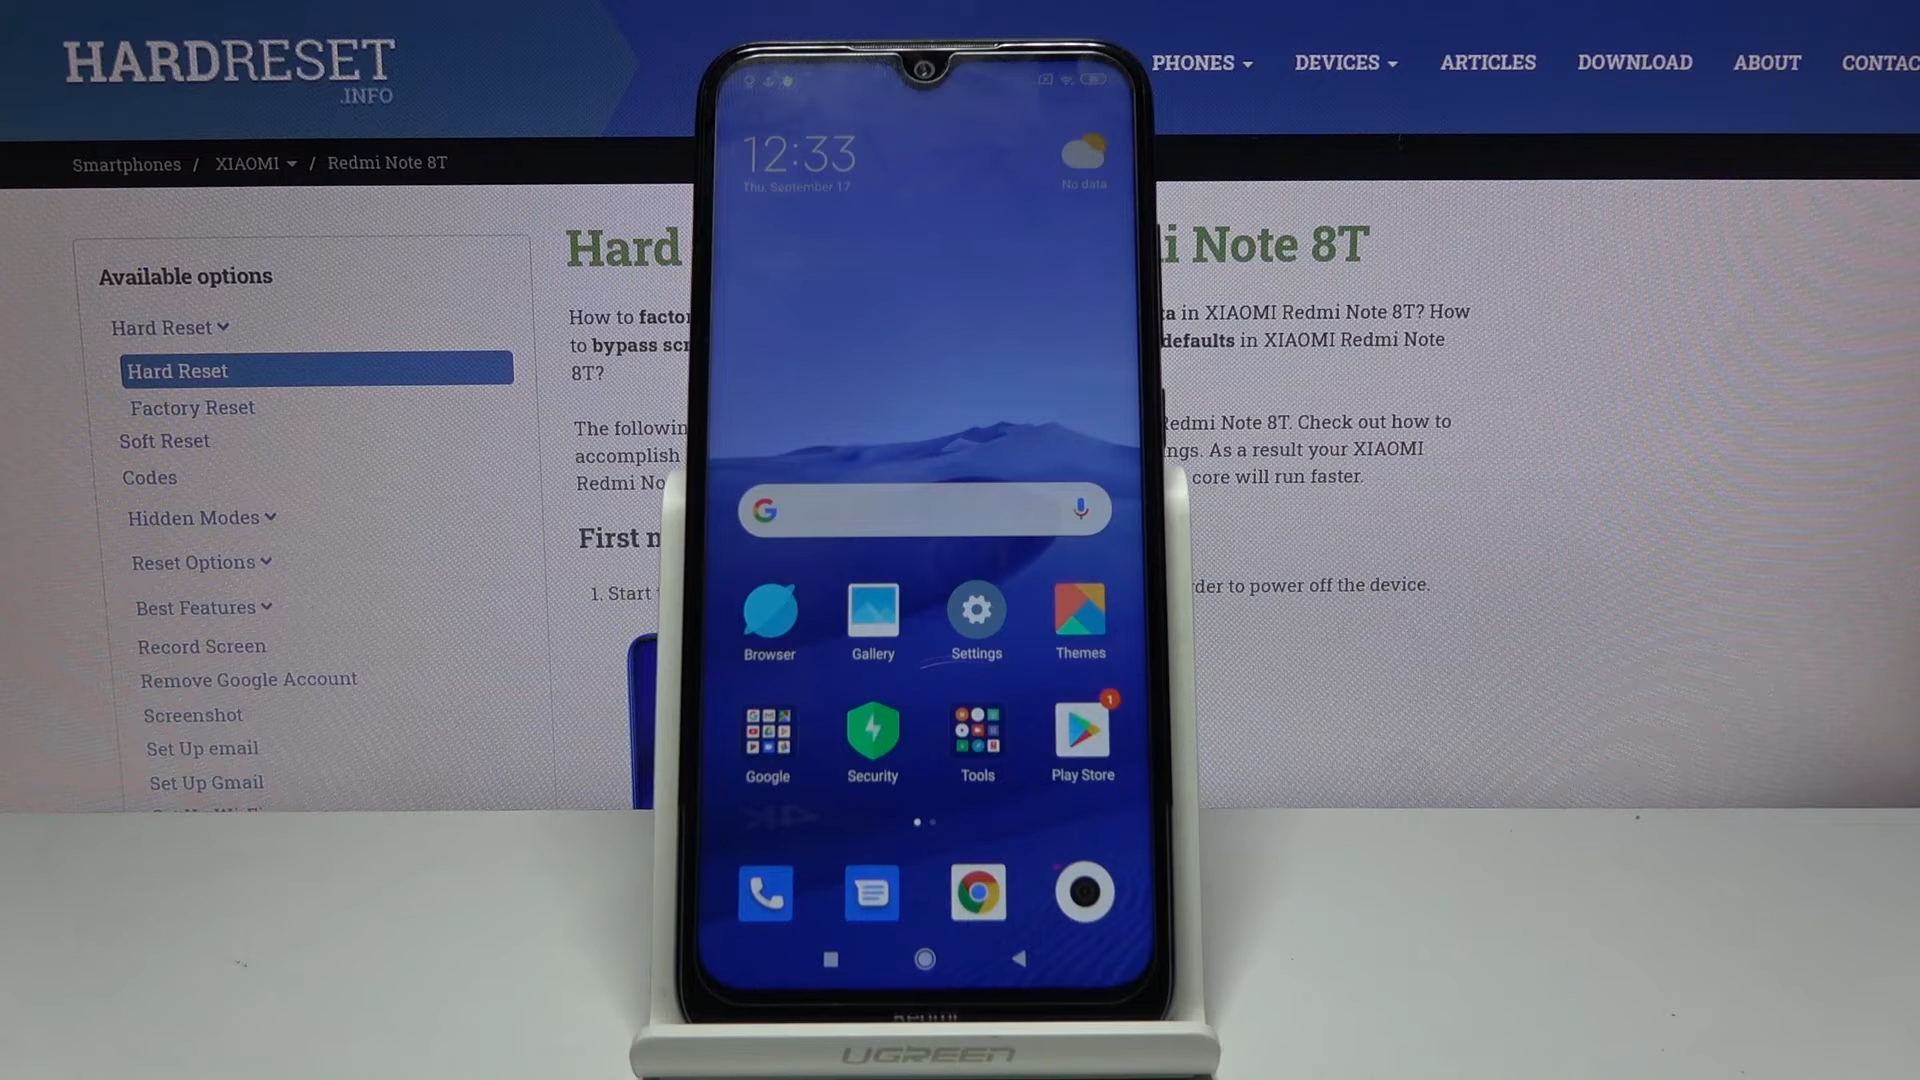 HARDRESET
.INFO
PHONES
DEVICES
ARTICLES
DOWNLOAD
ABOUT
CONTAC
Smartphones / XIAOMI / Redmi Note 8T
Available options
Hard Reset
Hard Reset
Factory Reset
Soft Reset
Codes
Hidden Modes
Reset Options
Best Features
Record Screen
Remove Google Account
Screenshot
Set Up email
Set Up Gmail
Hard
i Note 8T
How to factor
a in XIAOMI Redmi Note 8T? How
to bypass scr
defaults in XIAOMI Redmi Note
8T?
The followin
Redmi Note 8T. Check out how to
accomplish
ngs. As a result your XIAOMI
Redmi No
core will run faster.
First
1. Start
der to power off the device.
12:33
Thu, September 17
No data
Browser
Gallery
Settings
Themes
Google
Security
Tools
1
Play Store
Redmi
UGREEN